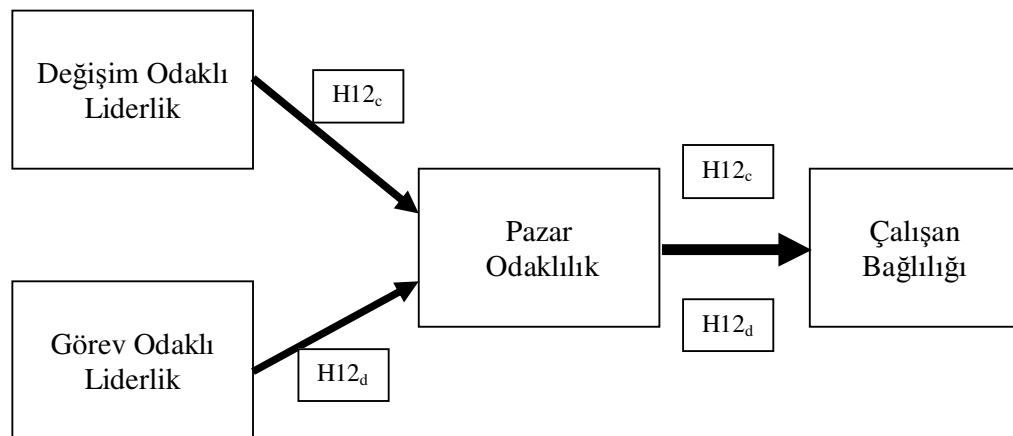 Değişim Odaklı
Liderlik
H12c
Pazar
Odaklılık
H12c
Çalışan
Bağlılığı
H12d
Görev Odaklı
Liderlik
H12d